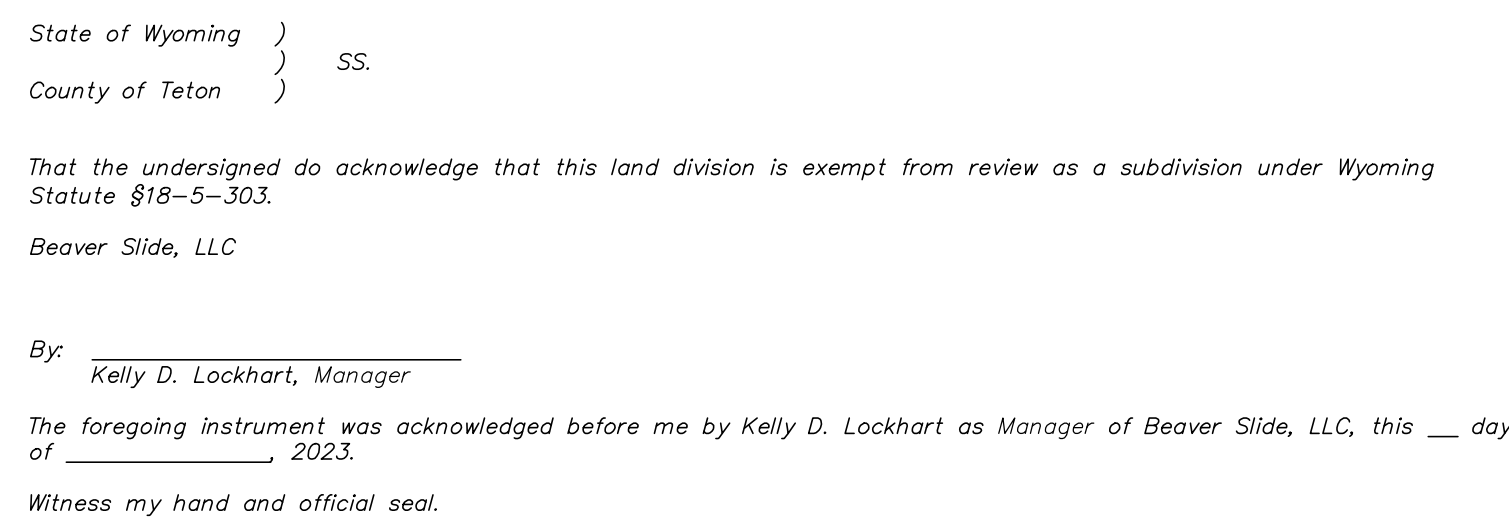 State of Wyoming )
) SS.
County of Teton )
That the undersigned do acknowledge that this land division is exempt from review as a subdivision under Wyoming
Statute §18–5–303.
Beaver Slide, LLC
By: ____________________
Kelly D. Lockhart, Manager
The foregoing instrument was acknowledged before me by Kelly D. Lockhart as Manager of Beaver Slide, LLC, this __ day
of ______________, 2023.
Witness my hand and official seal.